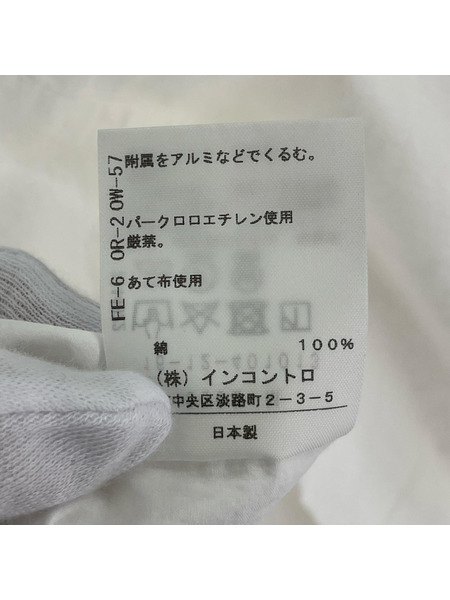 附属をアルミなどでくるむ。
パークロロエチレン使用
厳禁。
あて布使用
FE-6 OR-2 OW-57
綿 100%
(株) インコントロ
中央区淡路町2-3-5
日本製